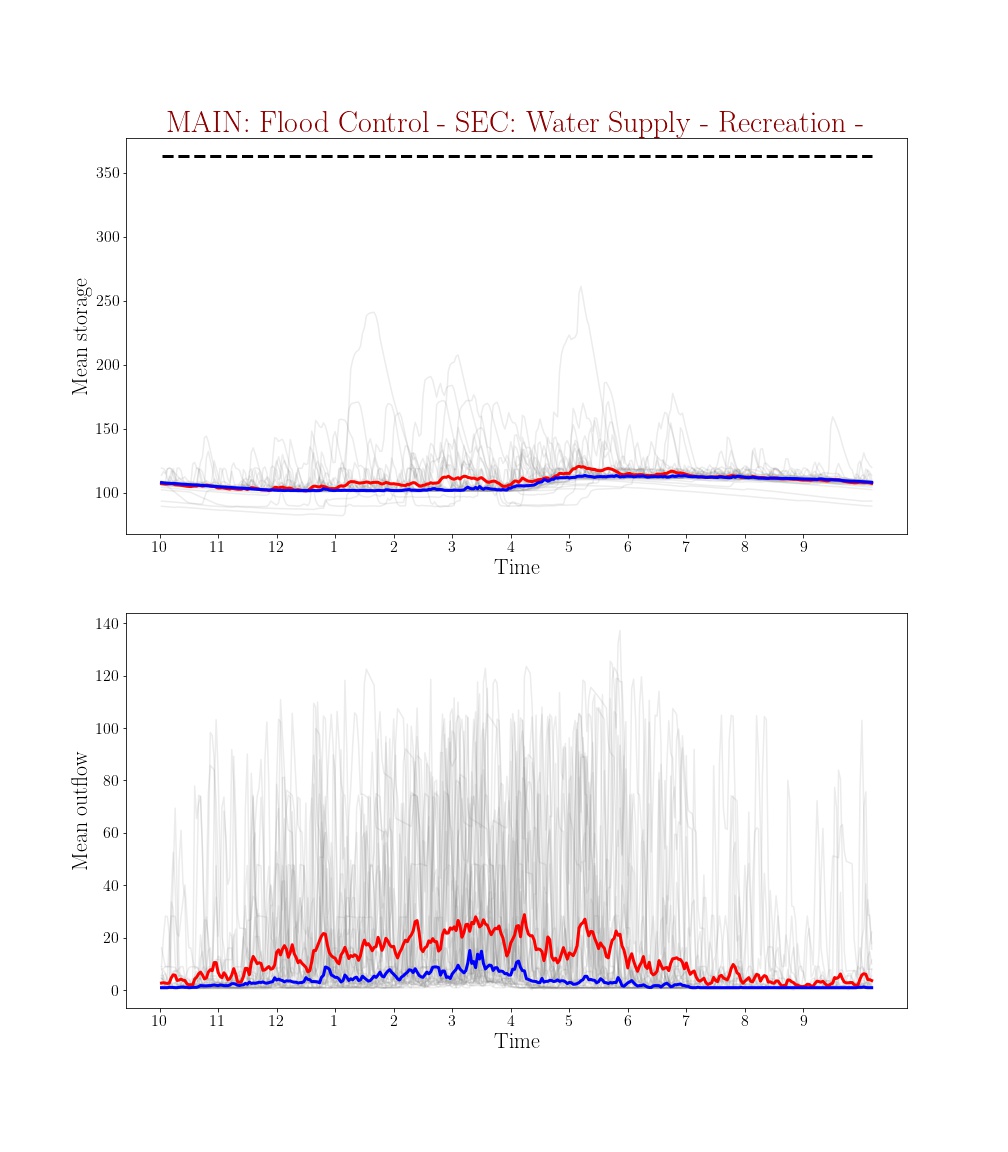 MAIN: Flood Control - SEC: Water Supply - Recreation -
350
300
250
200
150
100
Mean storage
10 11 12 1 2 3 4 5 6 7 8 9
Time
140
120
100
80
60
40
20
0
Mean outflow
10 11 12 1 2 3 4 5 6 7 8 9
Time